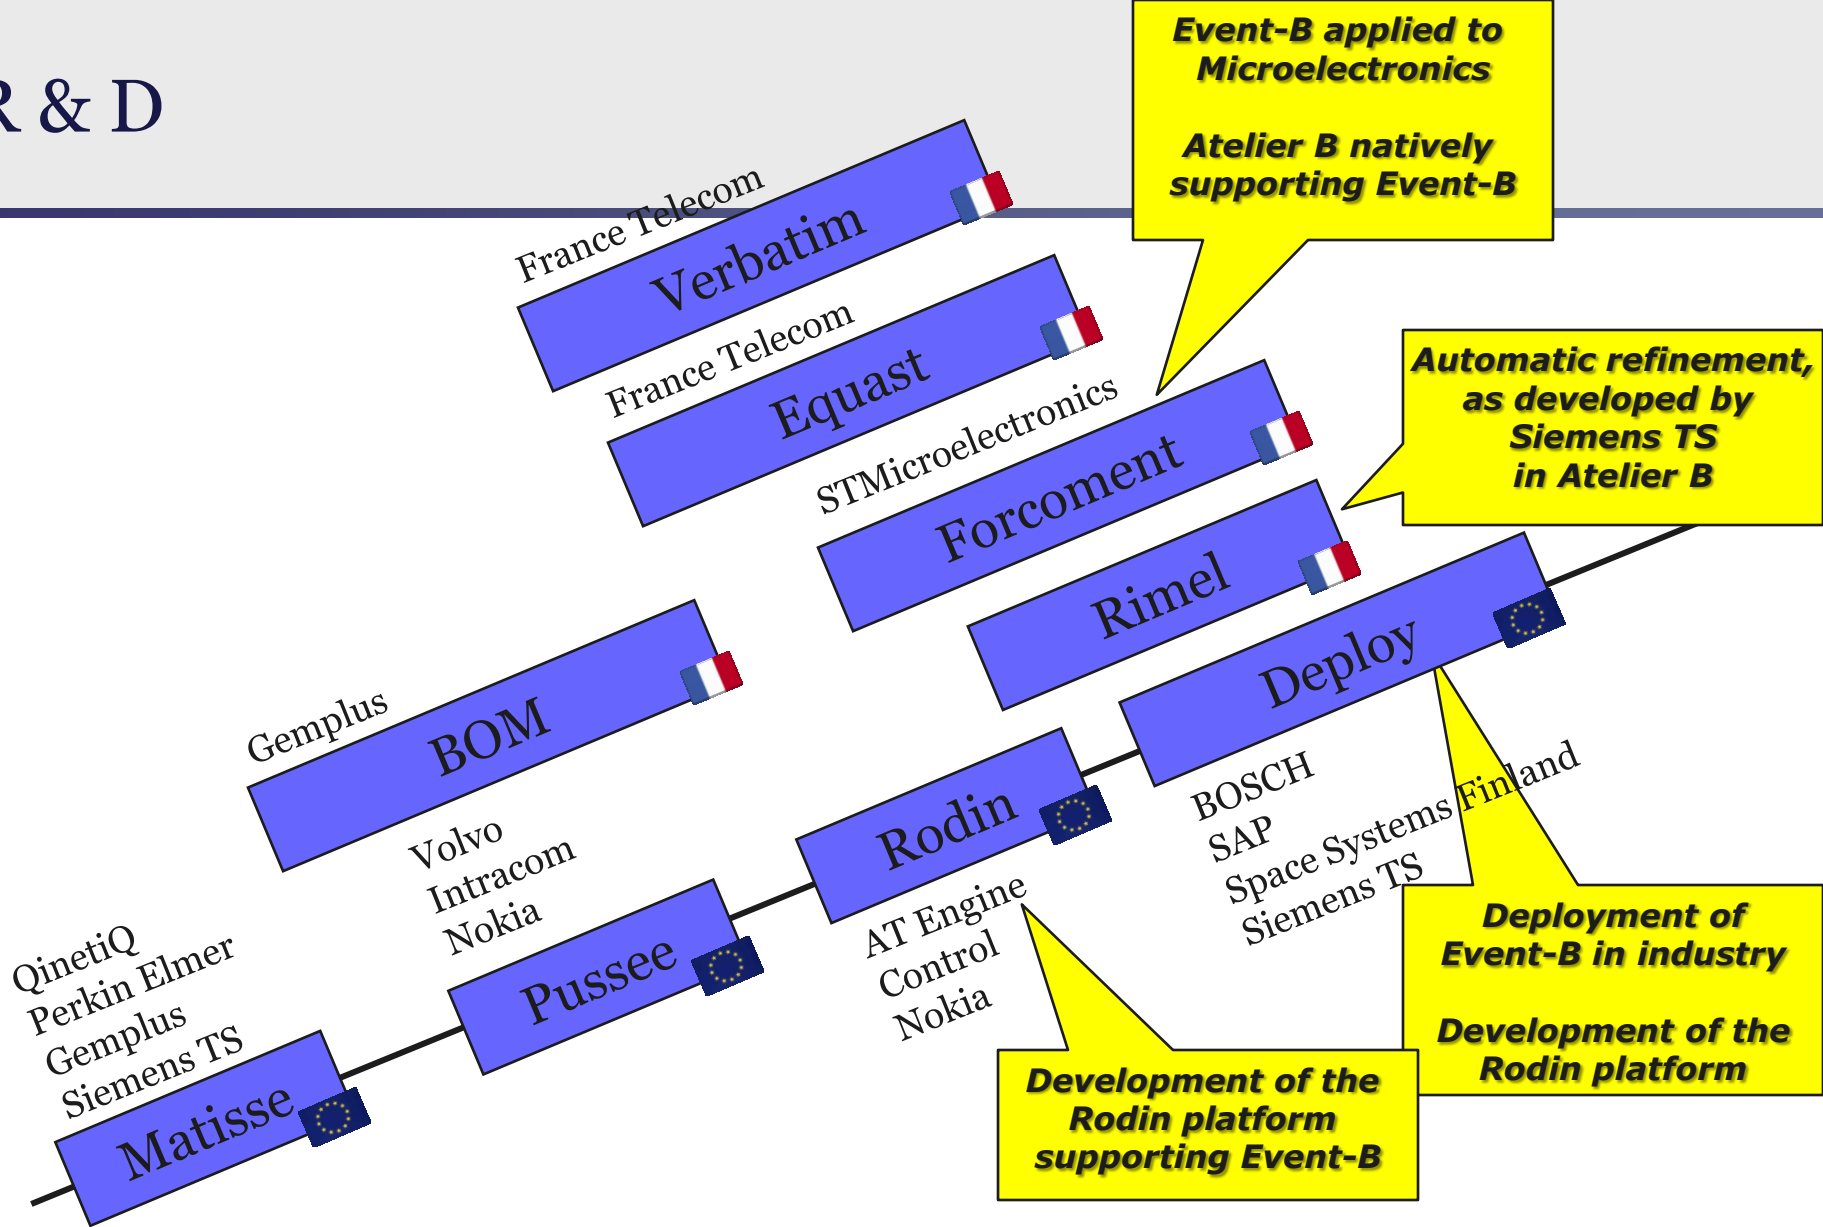 R & D
Event-B applied to
Microelectronics
Atelier B natively
supporting Event-B
France Telecom
Verbatim
France Telecom
Equast
STMicroelectronics
Forcoment
Automatic refinement,
as developed by
Siemens TS
in Atelier B
Rimel
Deploy
BOSCH
SAP
Space Systems Finland
Siemens TS
Gemplus
BOM
Volvo
Intracom
Nokia
Pussee
Rodin
AT Engine
Control
Nokia
Deployment of
Event-B in industry
Development of the
Rodin platform
Development of the
Rodin platform
supporting Event-B
QinetiQ
Perkin Elmer
Gemplus
Siemens TS
Matisse